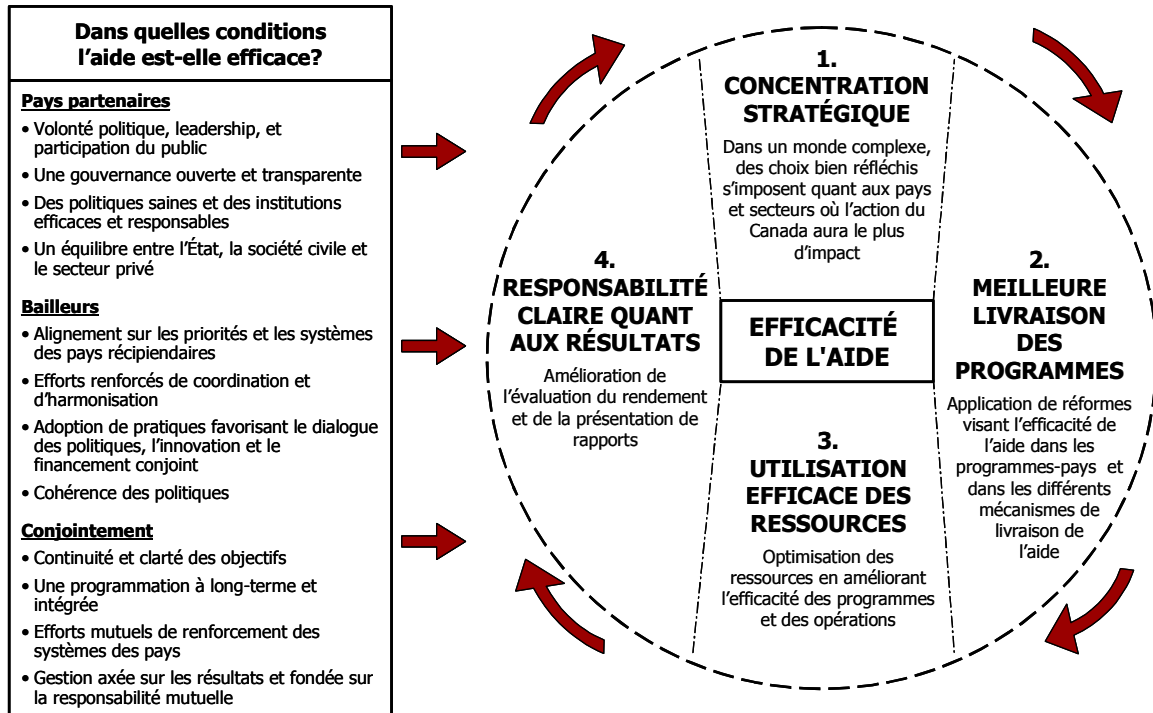 Dans quelles conditions
l'aide est-elle efficace?
Pays partenaires
• Volonté politique, leadership, et
participation du public
• Une gouvernance ouverte et transparente
• Des politiques saines et des institutions
efficaces et responsables
• Un équilibre entre l'État, la société civile et
le secteur privé
Bailleurs
• Alignement sur les priorités et les systèmes
des pays récipiendaires
• Efforts renforcés de coordination et
d'harmonisation
• Adoption de pratiques favorisant le dialogue
des politiques, l'innovation et le
financement conjoint
• Cohérence des politiques
Conjointement
• Continuité et clarté des objectifs
• Une programmation à long-terme et
intégrée
• Efforts mutuels de renforcement des
systèmes des pays
• Gestion axée sur les résultats et fondée sur
la responsabilité mutuelle
1.
CONCENTRATION
STRATÉGIQUE
Dans un monde complexe,
des choix bien réfléchis
s'imposent quant aux pays
et secteurs où l'action du
Canada aura le plus
d'impact
2.
MEILLEURE
LIVRAISON
DES
PROGRAMMES
Application de réformes
visant l'efficacité de
l'aide dans les
programmes-pays et
dans les différents
mécanismes de
livraison de
l'aide
3.
UTILISATION
EFFICACE DES
RESSOURCES
Optimisation des
ressources en améliorant
l'efficacité des programmes
et des opérations
4.
RESPONSABILITÉ
CLAIRE QUANT
AUX RÉSULTATS
Amélioration de
l'évaluation du rendement
et de la présentation de
rapports
EFFICACITÉ
DE L'AIDE